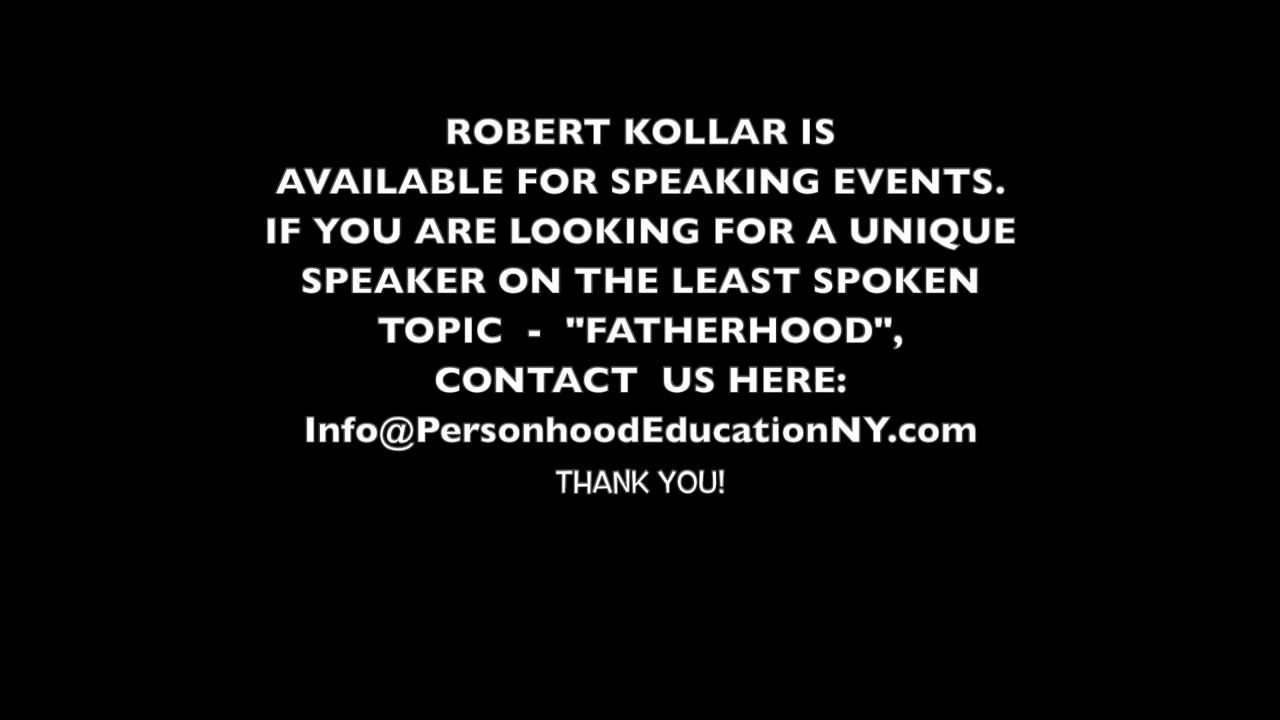 ROBERT KOLLAR IS
AVAILABLE FOR SPEAKING EVENTS.
IF YOU ARE LOOKING FOR A UNIQUE
SPEAKER ON THE LEAST SPOKEN
TOPIC  -  "FATHERHOOD",
CONTACT  US HERE:
Info@PersonhoodEducationNY.com
THANK YOU!